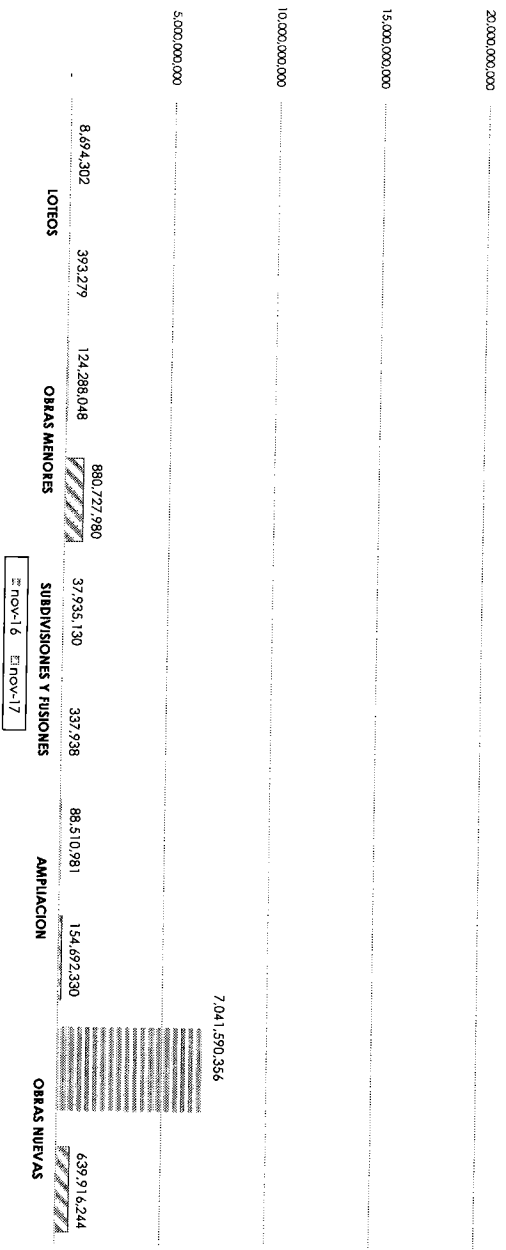 20,000,000,000
15,000,000,000
10,000,000,000
5,000,000,000
-
8,694,302
393,279
124,288,048
880,727,980
37,935,130
337,938
88,510,981
154,692,330
7,041,590,356
639,916,244
LOTEOS
OBRAS MENORES
SUBDIVISIONES Y FUSIONES
AMPLIACION
OBRAS NUEVAS
nov-16 nov-17